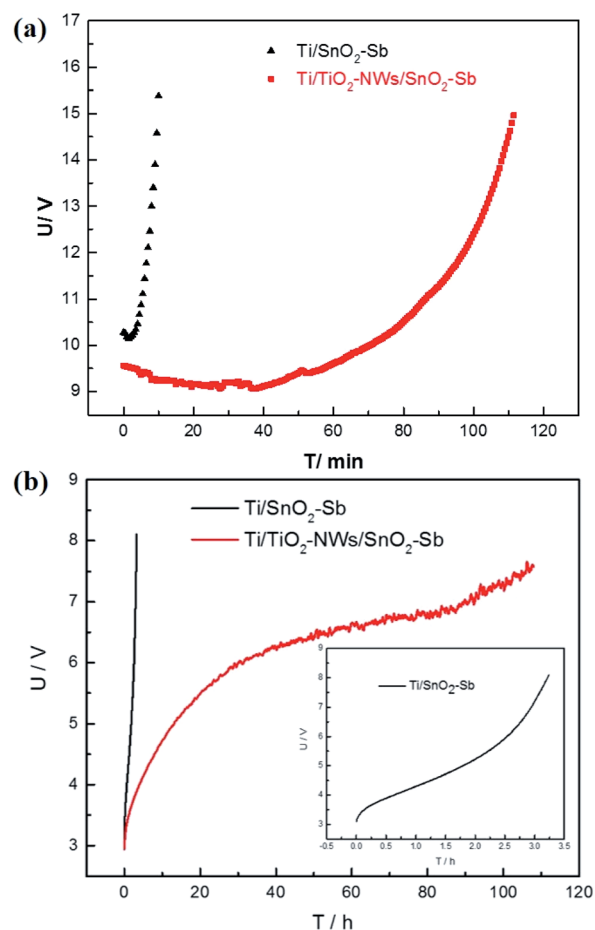 (a)
Ti/SnO₂-Sb
Ti/TiO₂-NWs/SnO₂-Sb
17
16
15
14
13
12
11
10
9
U/ V
0 20 40 60 80 100 120
T/ min
(b)
Ti/SnO₂-Sb
Ti/TiO₂-NWs/SnO₂-Sb
9
8
7
6
5
4
3
U / V
0 20 40 60 80 100 120
T / h
Ti/SnO₂-Sb
9
8
7
6
5
4
3
U / V
-0.5 0.0 0.5 1.0 1.5 2.0 2.5 3.0 3.5
T / h